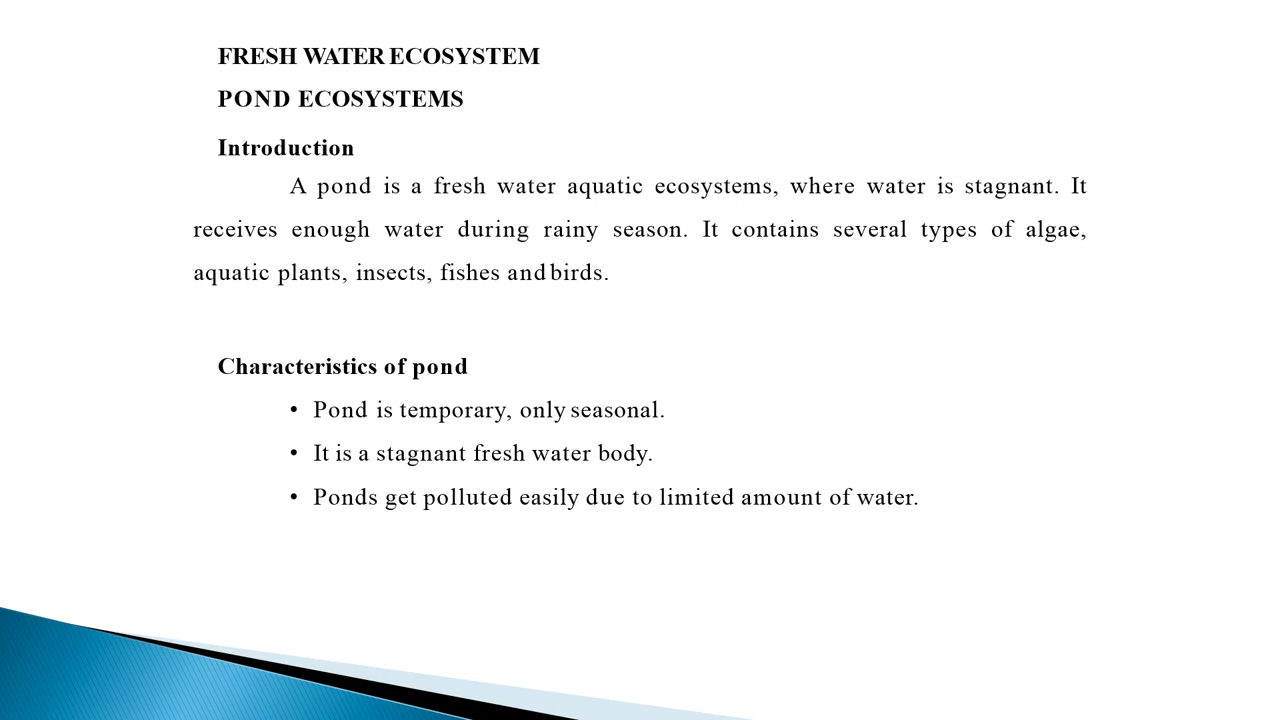 FRESH WATER ECOSYSTEM
POND ECOSYSTEMS
Introduction
A pond is a fresh water aquatic ecosystems, where water is stagnant. It
receives enough water during rainy season. It contains several types of algae,
aquatic plants, insects, fishes and birds.
Characteristics of pond
• Pond is temporary, only seasonal.
• It is a stagnant fresh water body.
• Ponds get polluted easily due to limited amount of water.